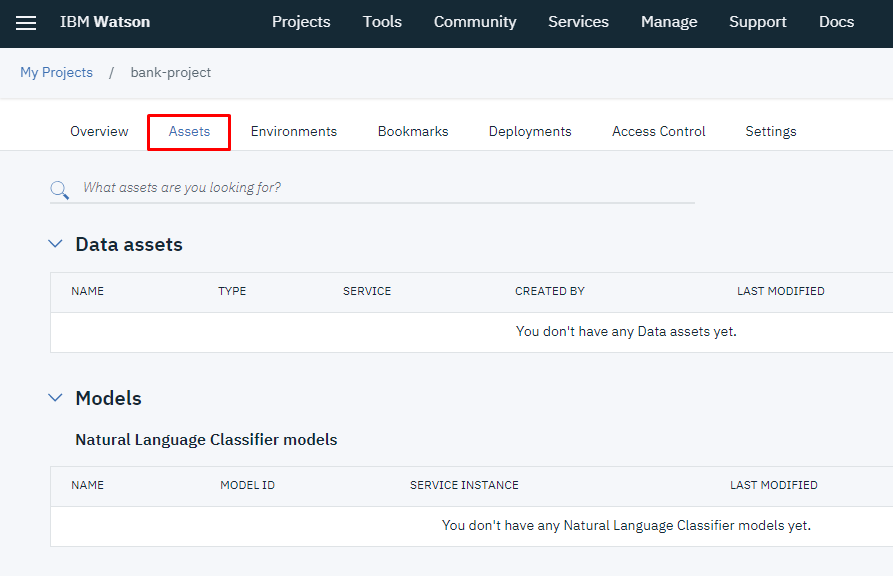 IBM Watson Projects Tools Community Services Manage Support Docs
My Projects / bank-project
Overview Assets Environments Bookmarks Deployments Access Control Settings
What assets are you looking for?
Data assets
NAME TYPE SERVICE CREATED BY LAST MODIFIED
You don't have any Data assets yet.
Models
Natural Language Classifier models
NAME MODEL ID SERVICE INSTANCE LAST MODIFIED
You don't have any Natural Language Classifier models yet.